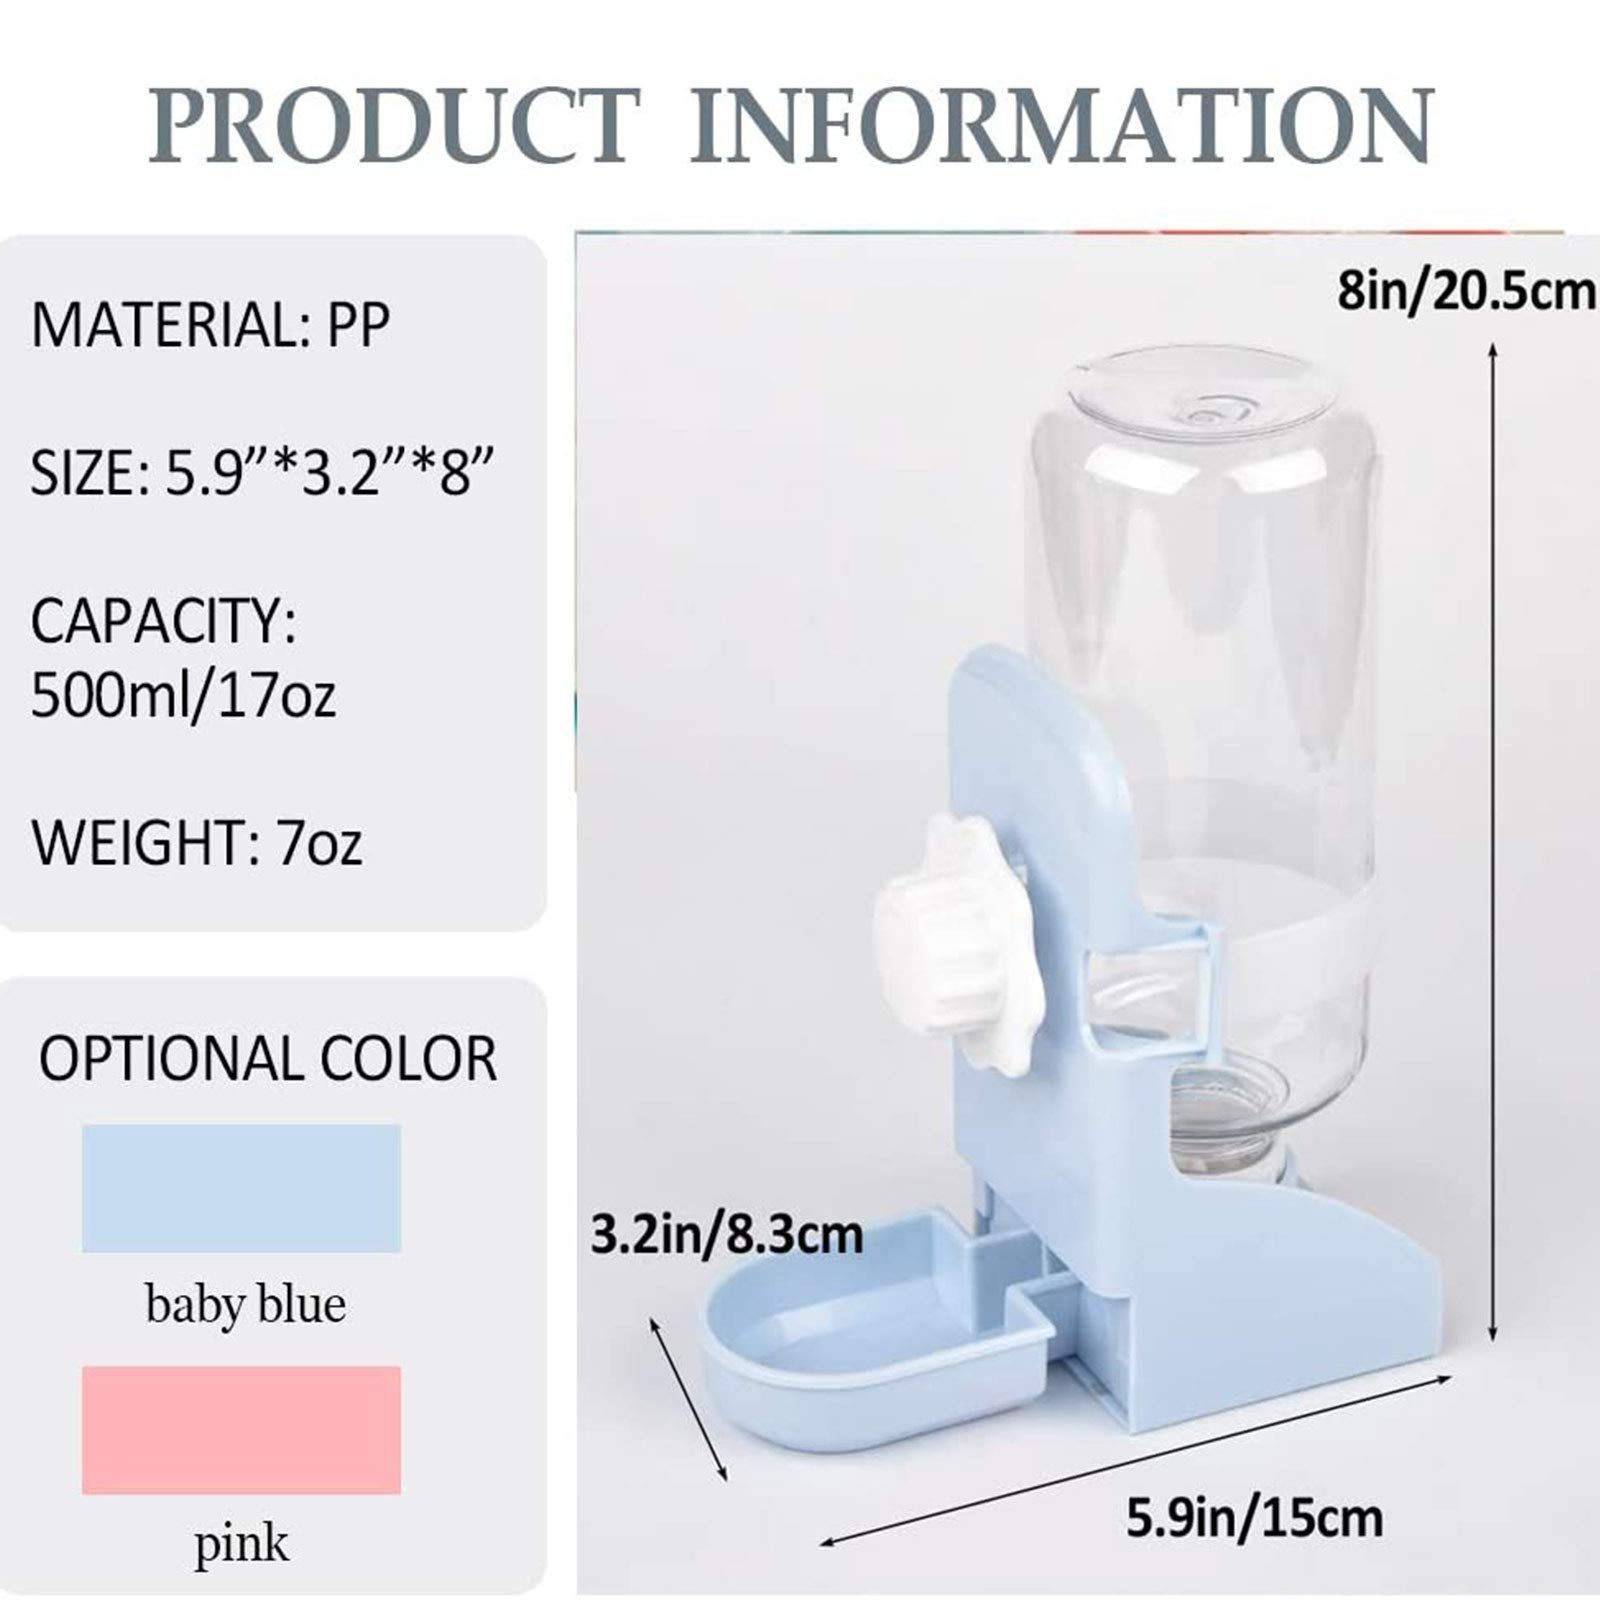 PRODUCT INFORMATION
MATERIAL: PP
SIZE: 5.9”*3.2”*8”
CAPACITY:
500ml/17oz
WEIGHT: 7oz
OPTIONAL COLOR
baby blue
pink
8in/20.5cm
3.2in/8.3cm
5.9in/15cm